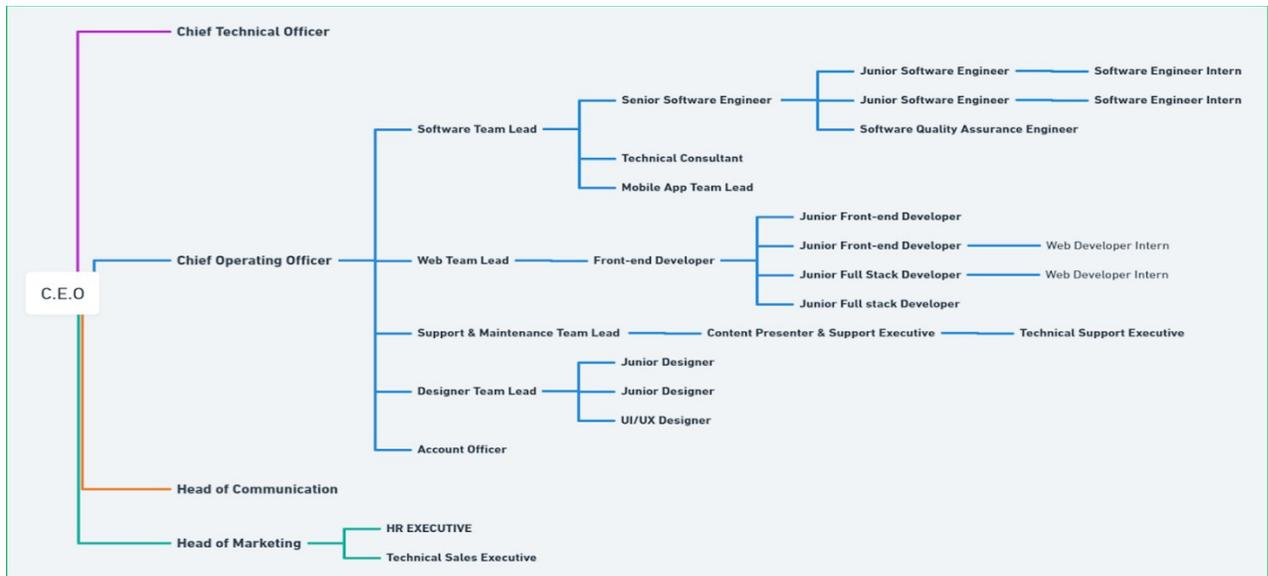 Chief Technical Officer
Junior Software Engineer
Software Engineer Intern
Senior Software Engineer
Junior Software Engineer
Software Engineer Intern
Software Team Lead
Software Quality Assurance Engineer
Technical Consultant
Mobile App Team Lead
Junior Front-end Developer
Junior Front-end Developer
Web Developer Intern
Chief Operating Officer
Web Team Lead
Front-end Developer
Junior Full Stack Developer
Web Developer Intern
C.E.O
Junior Full stack Developer
Support & Maintenance Team Lead
Content Presenter & Support Executive
Technical Support Executive
Junior Designer
Designer Team Lead
Junior Designer
UI/UX Designer
Account Officer
Head of Communication
HR EXECUTIVE
Head of Marketing
Technical Sales Executive